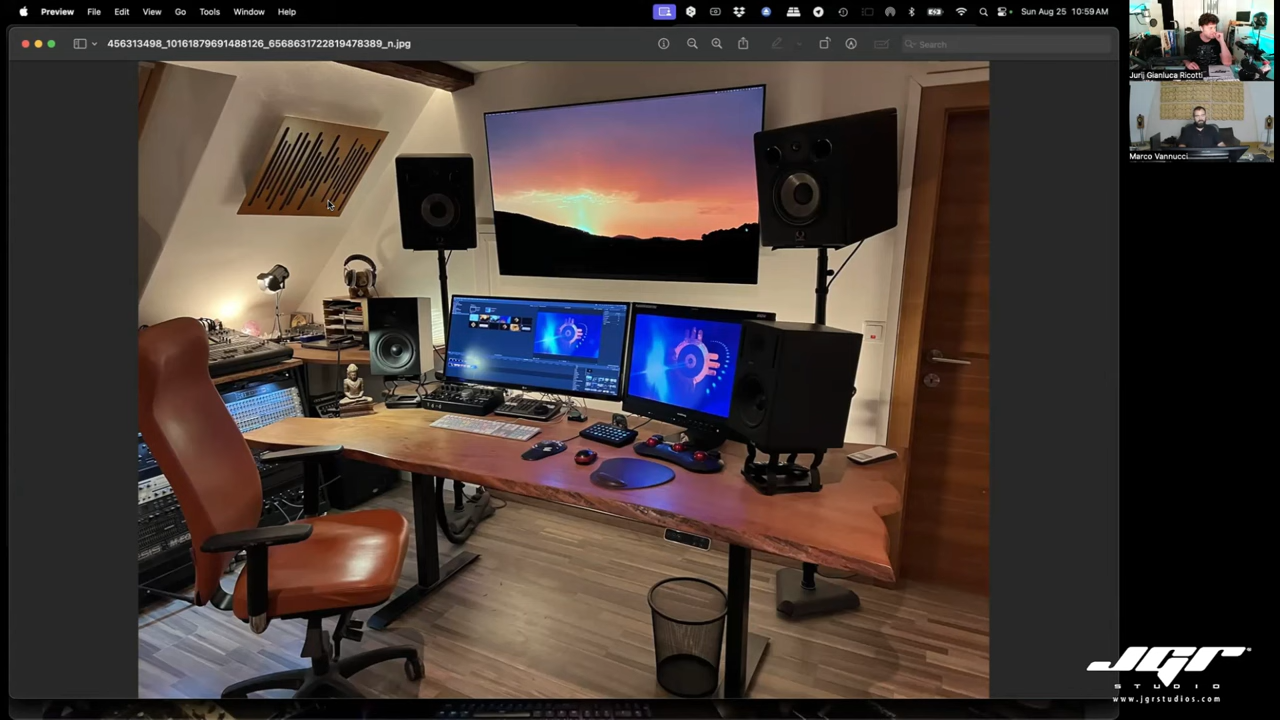 Preview File Edit View Go Tools Window Help
Sun Aug 25 10:59 AM
456313498_10161879691488126_6568631722819478389_n.jpg
Search
Jurij Gianluca Ricotti
Marco Vannucci
JGR
STUDIO
www.jgrstudios.com